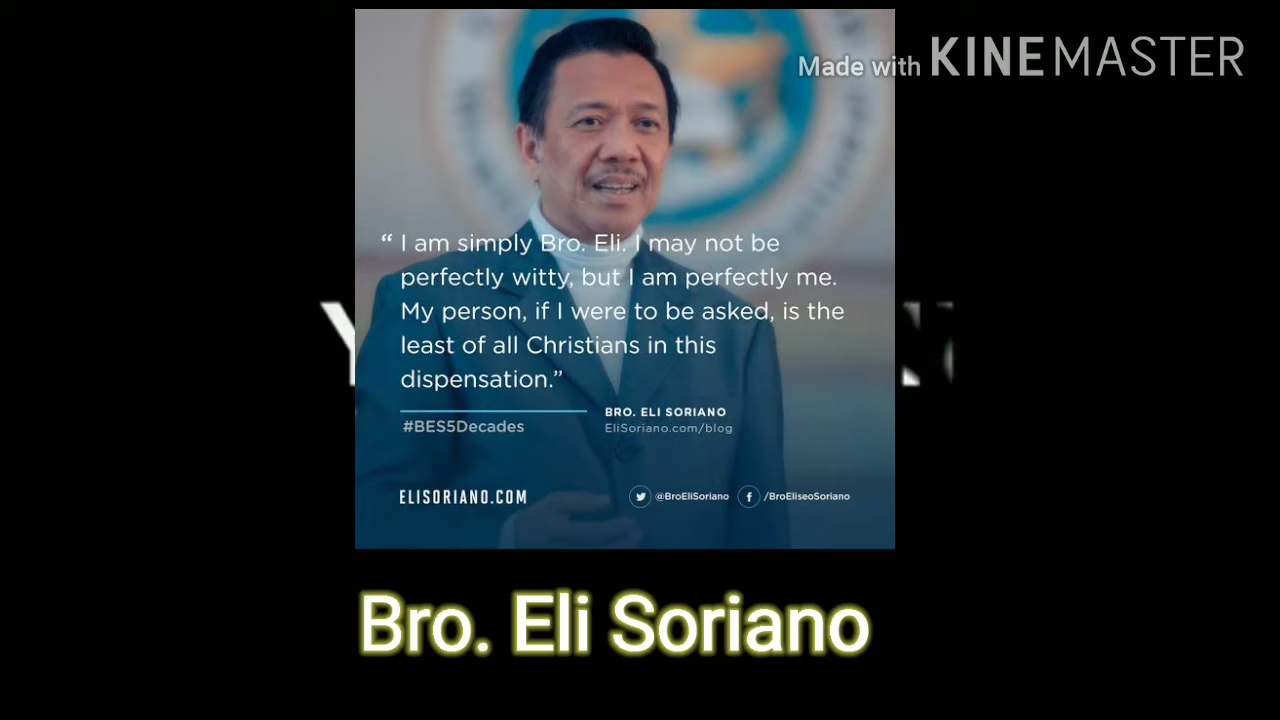 Made with KINEMASTER
“ I am simply Bro. Eli. I may not be
perfectly witty, but I am perfectly me.
My person, if I were to be asked, is the
least of all Christians in this
dispensation.”
#BES5Decades
BRO. ELI SORIANO
EliSoriano.com/blog
ELISORIANO.COM
@BroEliSoriano
/BroEliseoSoriano
Bro. Eli Soriano